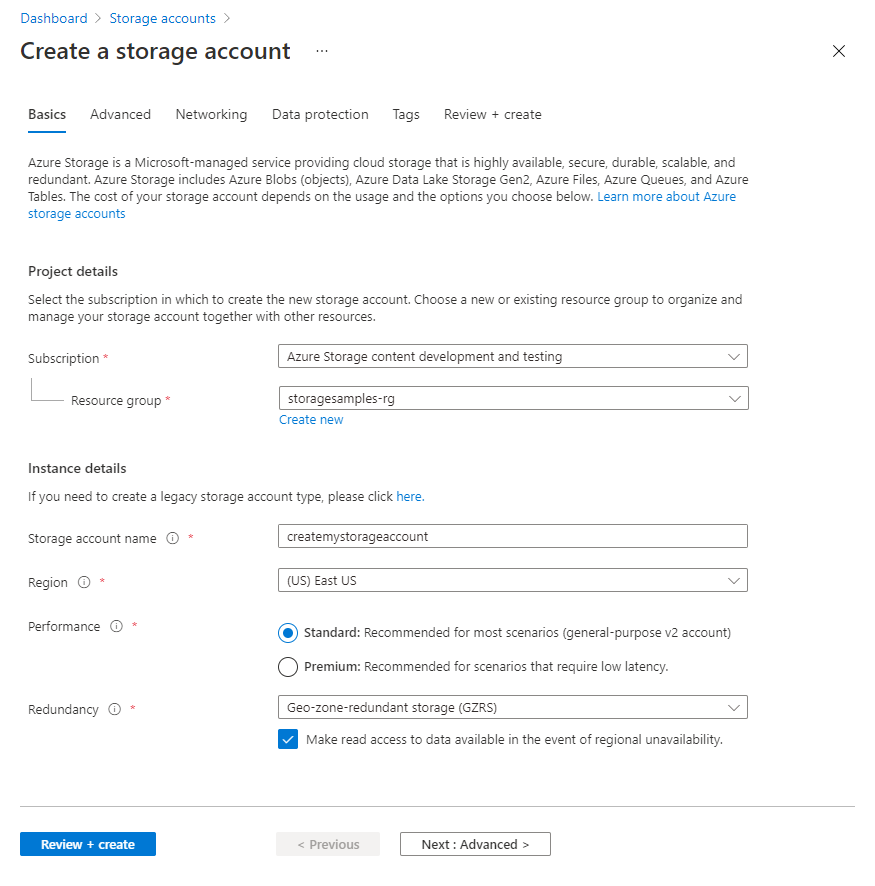 Dashboard > Storage accounts >
Create a storage account ...
Basics Advanced Networking Data protection Tags Review + create
Azure Storage is a Microsoft-managed service providing cloud storage that is highly available, secure, durable, scalable, and
redundant. Azure Storage includes Azure Blobs (objects), Azure Data Lake Storage Gen2, Azure Files, Azure Queues, and Azure
Tables. The cost of your storage account depends on the usage and the options you choose below. Learn more about Azure
storage accounts
Project details
Select the subscription in which to create the new storage account. Choose a new or existing resource group to organize and
manage your storage account together with other resources.
Subscription * Azure Storage content development and testing
Resource group * storagesamples-rg
Create new
Instance details
If you need to create a legacy storage account type, please click here.
Storage account name * createmystorageaccount
Region * (US) East US
Performance * Standard: Recommended for most scenarios (general-purpose v2 account)
Premium: Recommended for scenarios that require low latency.
Redundancy * Geo-zone-redundant storage (GZRS)
Make read access to data available in the event of regional unavailability.
Review + create < Previous Next : Advanced >